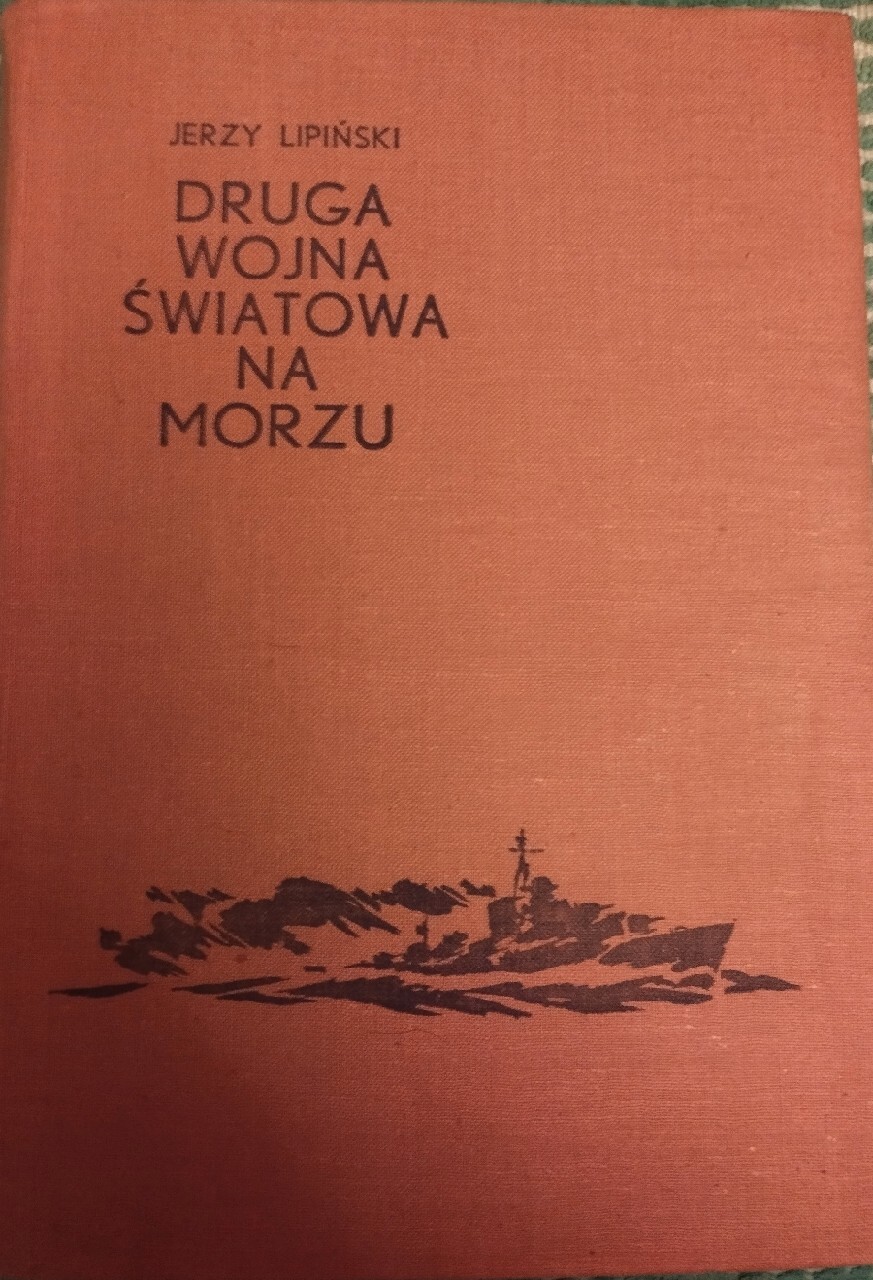 JERZY LIPIŃSKI
DRUGA
WOJNA
ŚWIATOWA
NA
MORZU